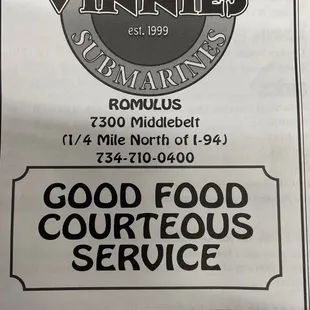 VINNIES
est. 1999
SUBMARINES
ROMULUS
7300 Middlebelt
(1/4 Mile North of I-94)
734-710-0400
GOOD FOOD
COURTEOUS
SERVICE